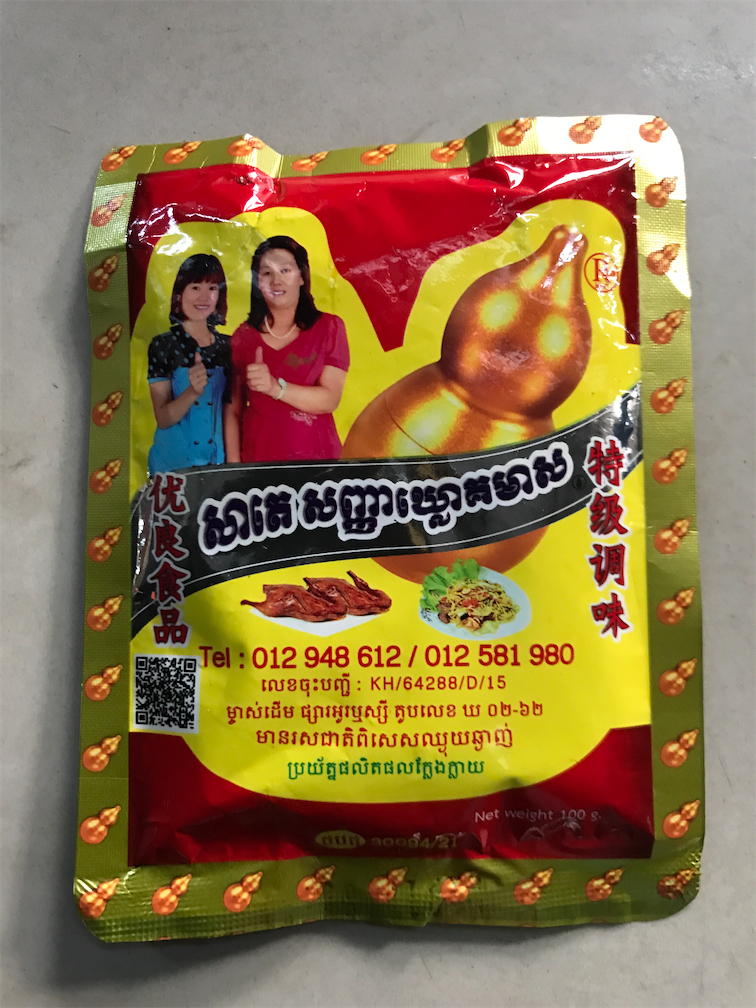 R
សាតេ សញ្ញាឃ្លោកមាស
优良食品
特级调味
Tel : 012 948 612 / 012 581 980
លេខចុះបញ្ជី : KH/64288/D/15
ម្ចាស់ដើម ផ្សារអូរឬស្សី តូបលេខ ឃ ០២-៦២
មានរសជាតិពិសេសឈ្ងុយឆ្ងាញ់
ប្រយ័ត្នផលិតផលក្លែងក្លាយ
Net weight 100 g.